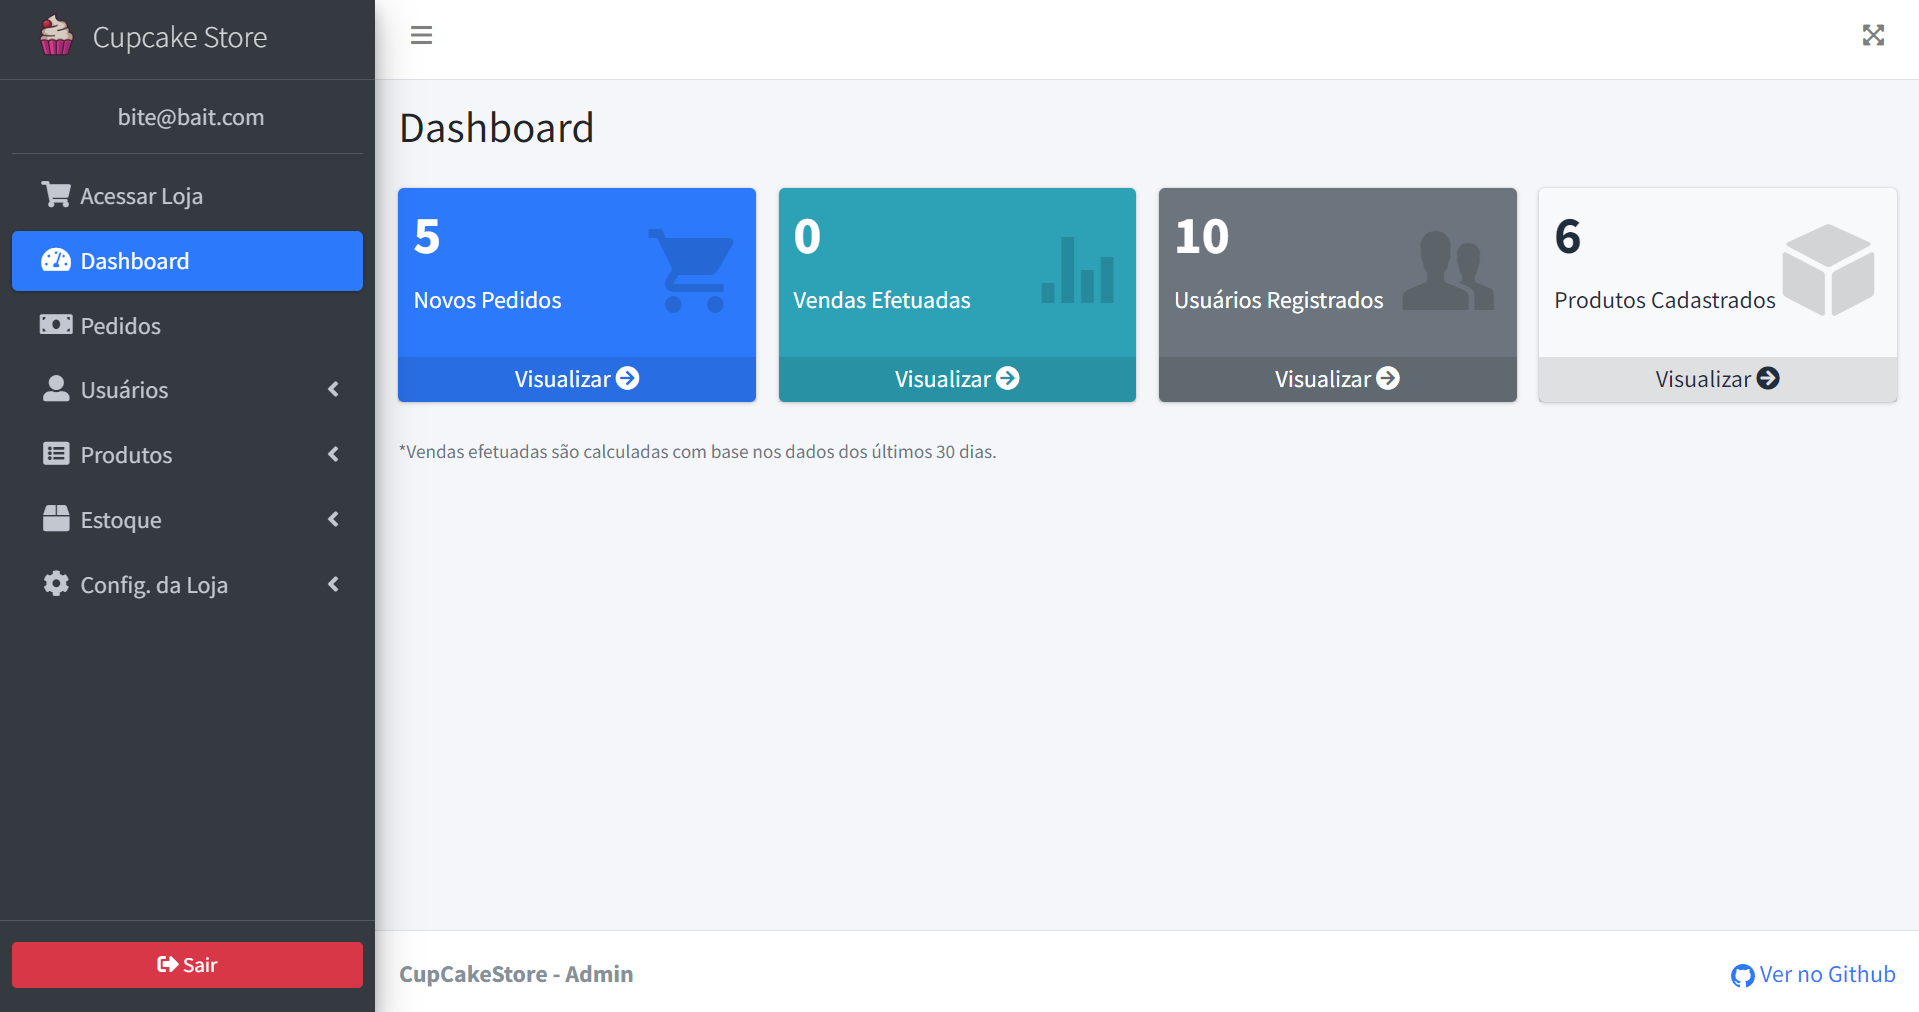 Cupcake Store
bite@bait.com
Acessar Loja
Dashboard
Pedidos
Usuários
Produtos
Estoque
Config. da Loja
Sair
Dashboard
5
Novos Pedidos
Visualizar
0
Vendas Efetuadas
Visualizar
10
Usuários Registrados
Visualizar
6
Produtos Cadastrados
Visualizar
*Vendas efetuadas são calculadas com base nos dados dos últimos 30 dias.
CupCakeStore - Admin
Ver no Github